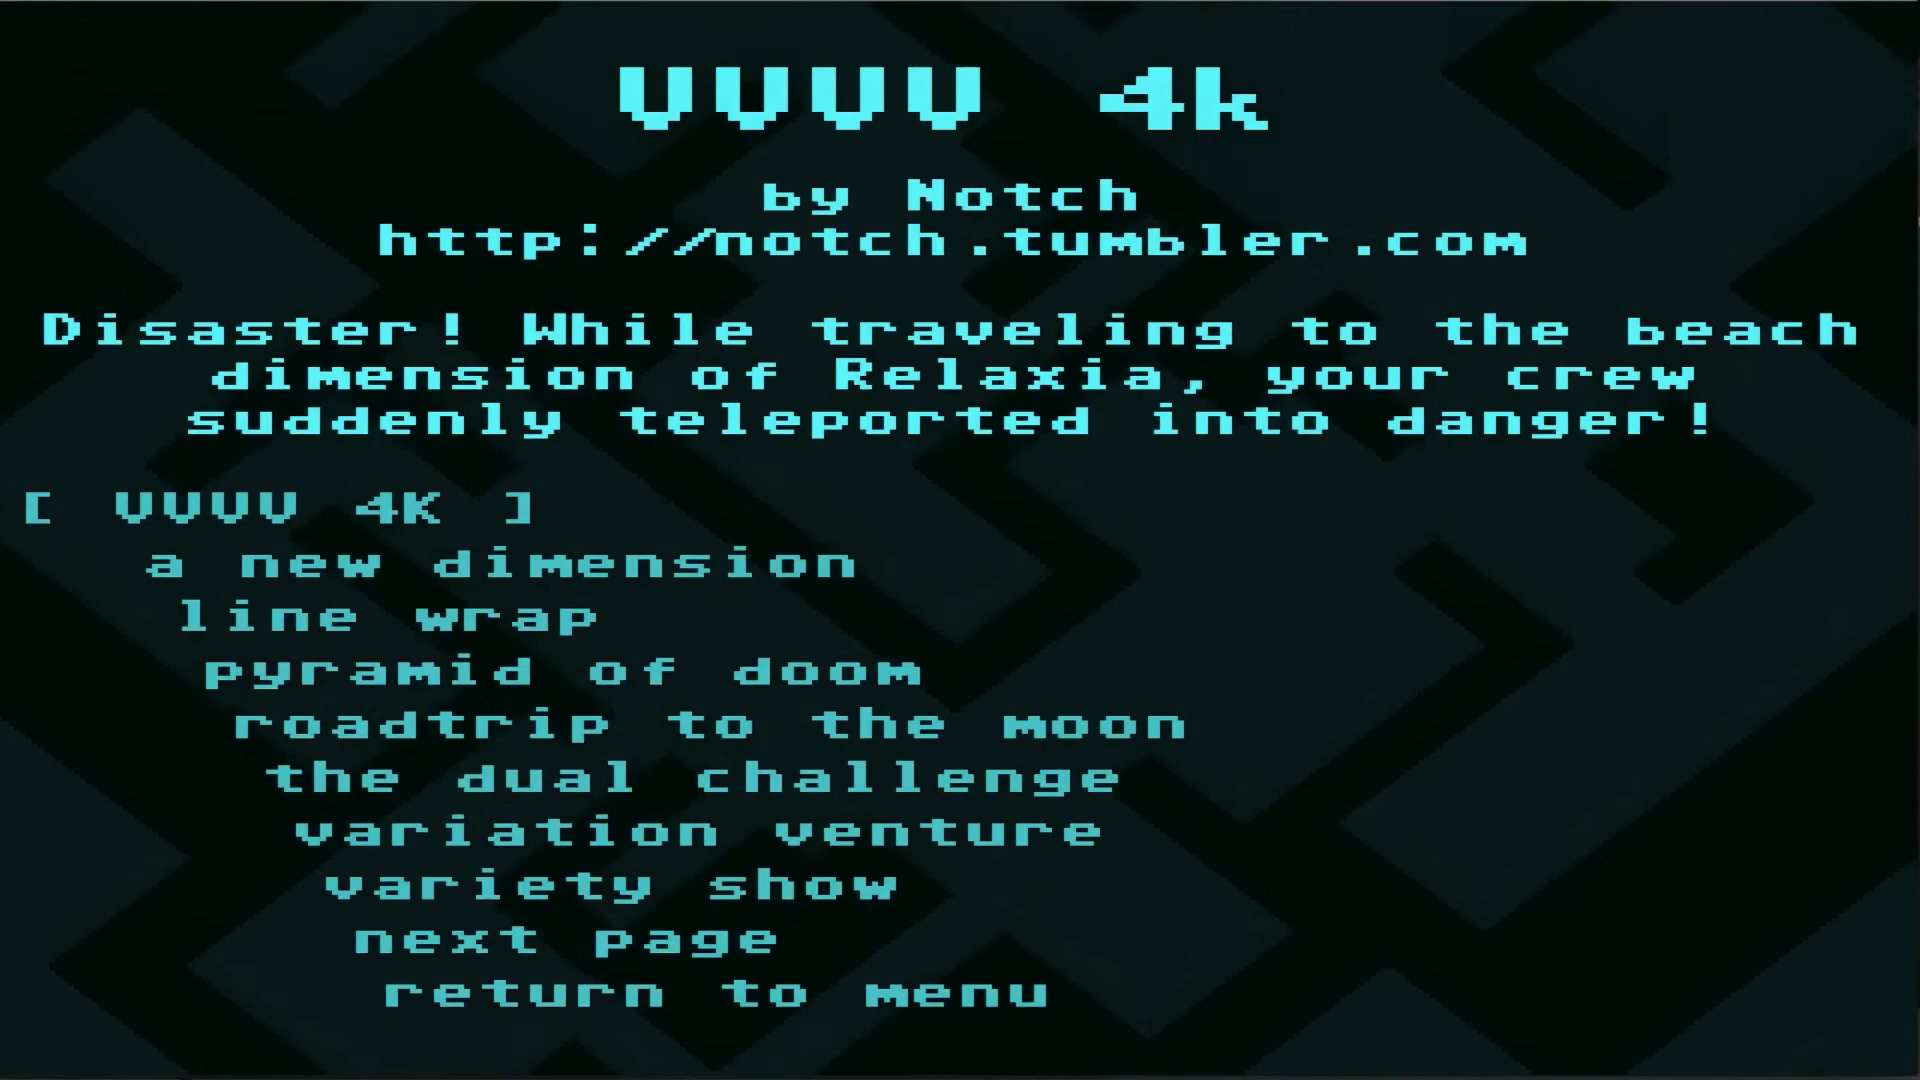 VVVV 4k
by Notch
http://notch.tumbler.com
Disaster! While traveling to the beach
dimension of Relaxia, your crew
suddenly teleported into danger!
[ VVVV 4K ]
a new dimension
line wrap
pyramid of doom
roadtrip to the moon
the dual challenge
variation venture
variety show
next page
return to menu